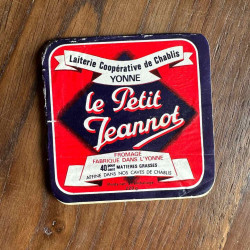 Laiterie Coopérative de Chablis
YONNE
le Petit
Jeannot
FROMAGE
FABRIQUÉ DANS L'YONNE
40% MATIÈRES GRASSES
AFFINÉ DANS NOS CAVES DE CHABLIS